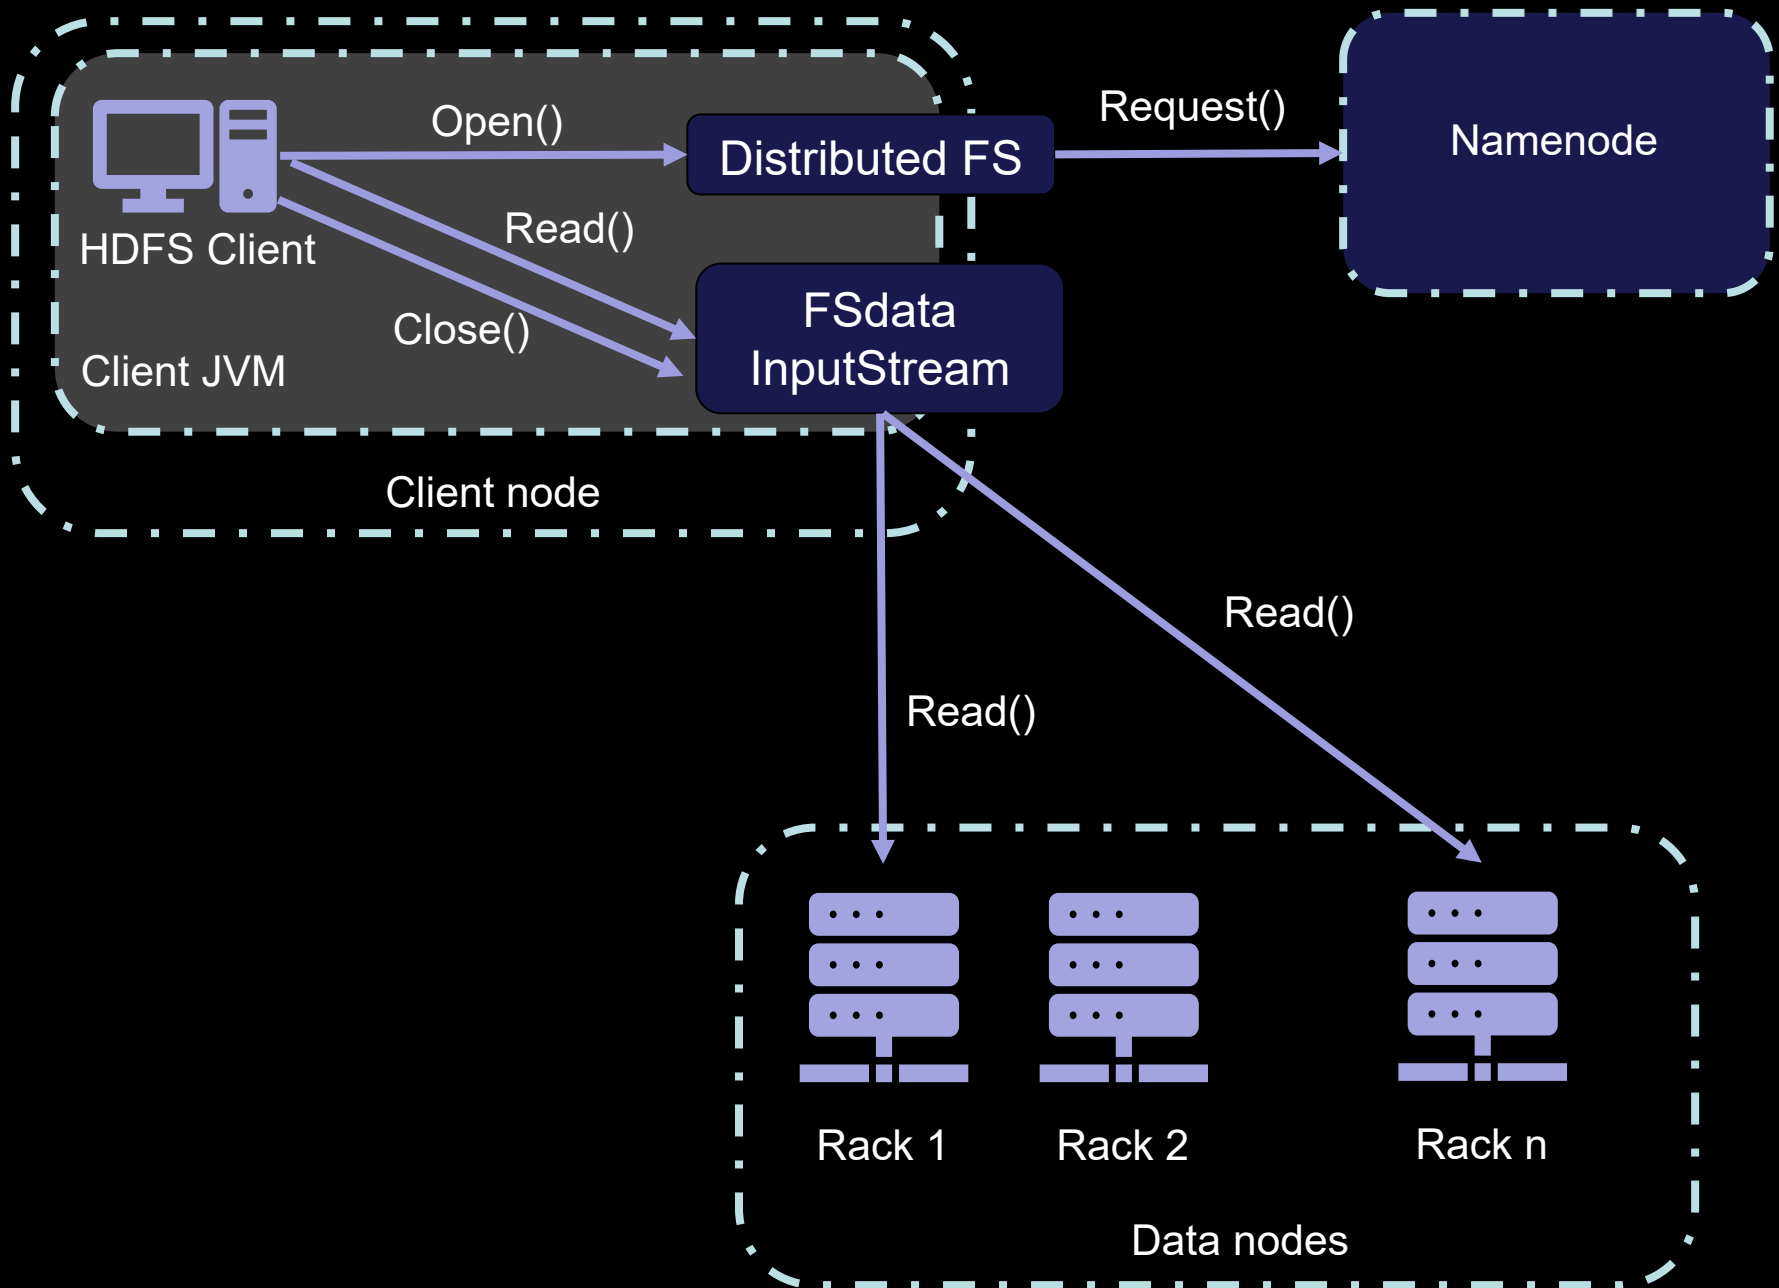 Open()
Distributed FS
Request()
Namenode
HDFS Client
Read()
Close()
FSdata
InputStream
Client JVM
Client node
Read()
Read()
Rack 1
Rack 2
Rack n
Data nodes